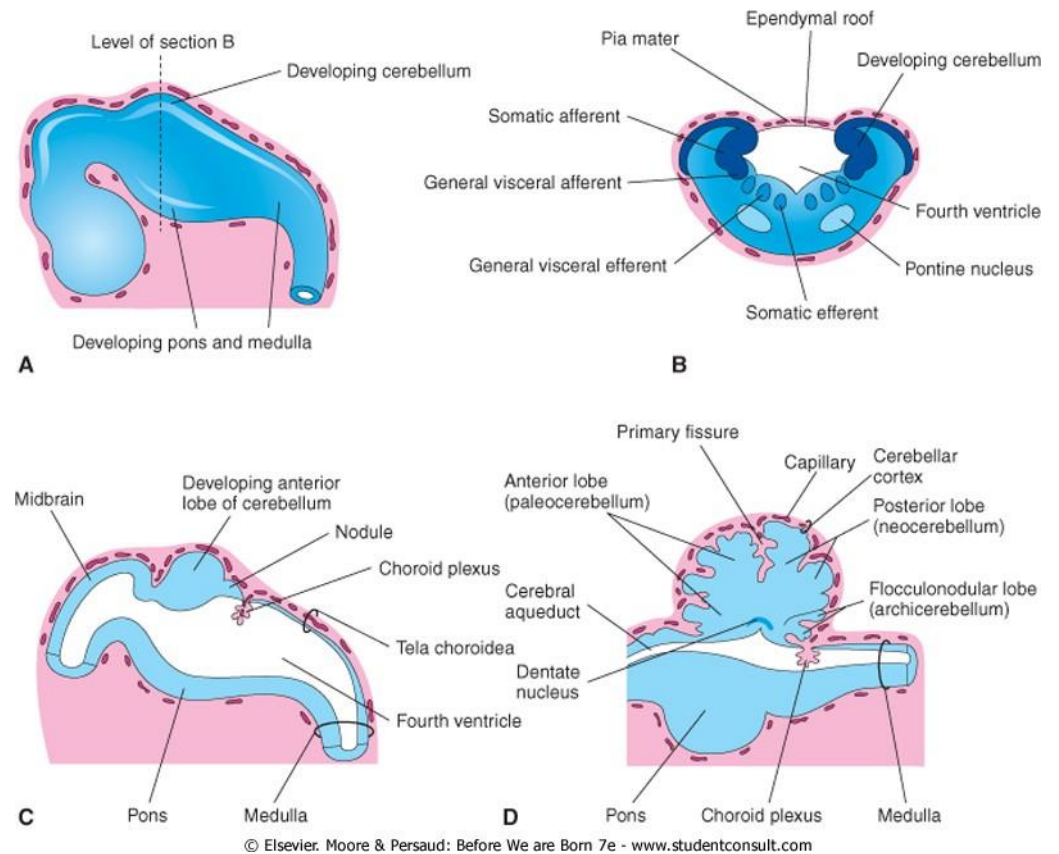 Level of section B
Developing cerebellum
Developing pons and medulla
A
Ependymal roof
Pia mater
Developing cerebellum
Somatic afferent
General visceral afferent
Fourth ventricle
General visceral efferent
Pontine nucleus
Somatic efferent
B
Midbrain
Developing anterior
lobe of cerebellum
Nodule
Choroid plexus
Tela choroidea
Fourth ventricle
C
Pons
Medulla
Primary fissure
Capillary
Cerebellar
cortex
Anterior lobe
(paleocerebellum)
Posterior lobe
(neocerebellum)
Cerebral
aqueduct
Flocculonodular lobe
(archicerebellum)
Dentate
nucleus
D
Pons
Choroid plexus
Medulla
© Elsevier. Moore & Persaud: Before We are Born 7e - www.studentconsult.com